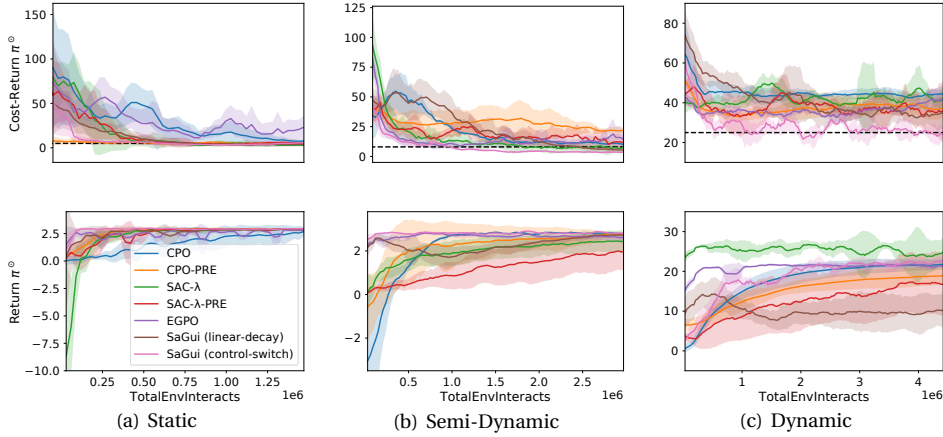 Cost-Return π⊙
150
100
50
0
125
100
75
50
25
0
80
60
40
20
Return π⊙
2.5
0.0
−2.5
−5.0
−7.5
−10.0
CPO
CPO-PRE
SAC-λ
SAC-λ-PRE
EGPO
SaGui (linear-decay)
SaGui (control-switch)
2
0
−2
30
20
10
0
0.25 0.50 0.75 1.00 1.25
TotalEnvInteracts 1e6
0.5 1.0 1.5 2.0 2.5
TotalEnvInteracts 1e6
1 2 3 4
TotalEnvInteracts 1e6
(a) Static
(b) Semi-Dynamic
(c) Dynamic